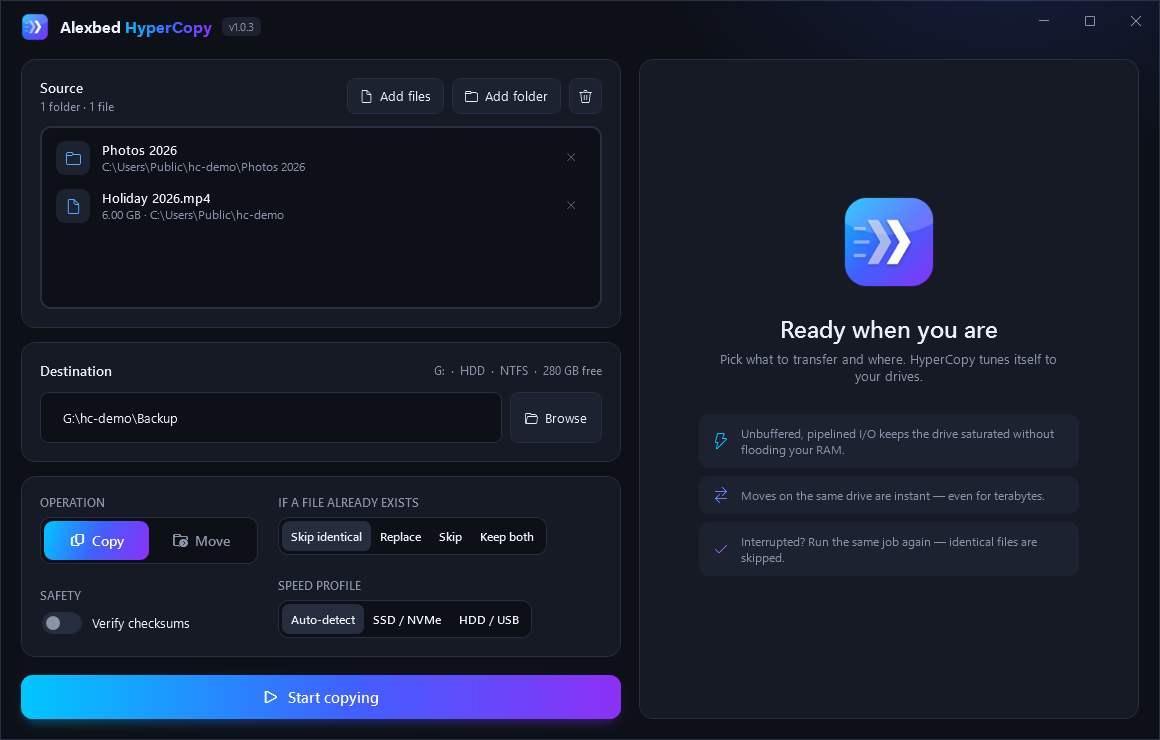 Alexbed HyperCopy v1.0.3
Source
1 folder · 1 file
Add files
Add folder
Photos 2026
C:\Users\Public\hc-demo\Photos 2026
Holiday 2026.mp4
6.00 GB · C:\Users\Public\hc-demo
Destination
G: · HDD · NTFS · 280 GB free
G:\hc-demo\Backup
Browse
OPERATION
Copy
Move
IF A FILE ALREADY EXISTS
Skip identical
Replace
Skip
Keep both
SAFETY
Verify checksums
SPEED PROFILE
Auto-detect
SSD / NVMe
HDD / USB
Start copying
Ready when you are
Pick what to transfer and where. HyperCopy tunes itself to
your drives.
Unbuffered, pipelined I/O keeps the drive saturated without
flooding your RAM.
Moves on the same drive are instant — even for terabytes.
Interrupted? Run the same job again — identical files are
skipped.